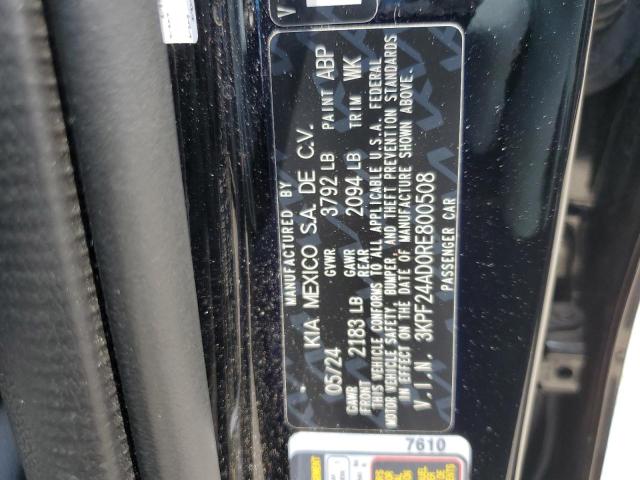 MANUFACTURED BY
KIA MEXICO S.A. DE C.V.
05/24 GVWR 3792 LB PAINT ABP
GAWR FRONT 2183 LB GAWR REAR 2094 LB TRIM WK
THIS VEHICLE CONFORMS TO ALL APPLICABLE U.S.A. FEDERAL
MOTOR VEHICLE SAFETY, BUMPER, AND THEFT PREVENTION STANDARDS
IN EFFECT ON THE DATE OF MANUFACTURE SHOWN ABOVE.
V.I.N. 3KPF24AD0RE800508
PASSENGER CAR
7610
V